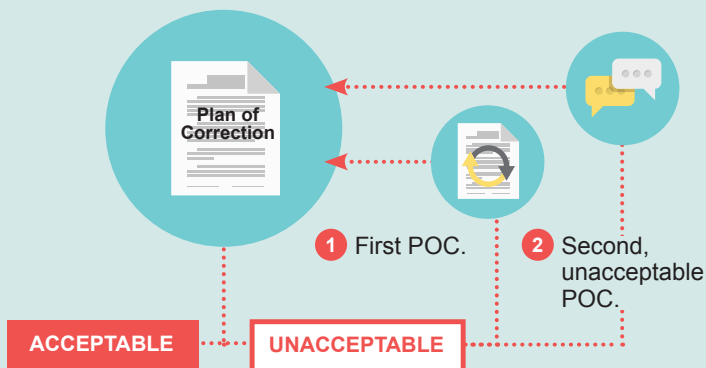 Plan of
Correction
1 First POC.
2 Second,
unacceptable
POC.
ACCEPTABLE
UNACCEPTABLE